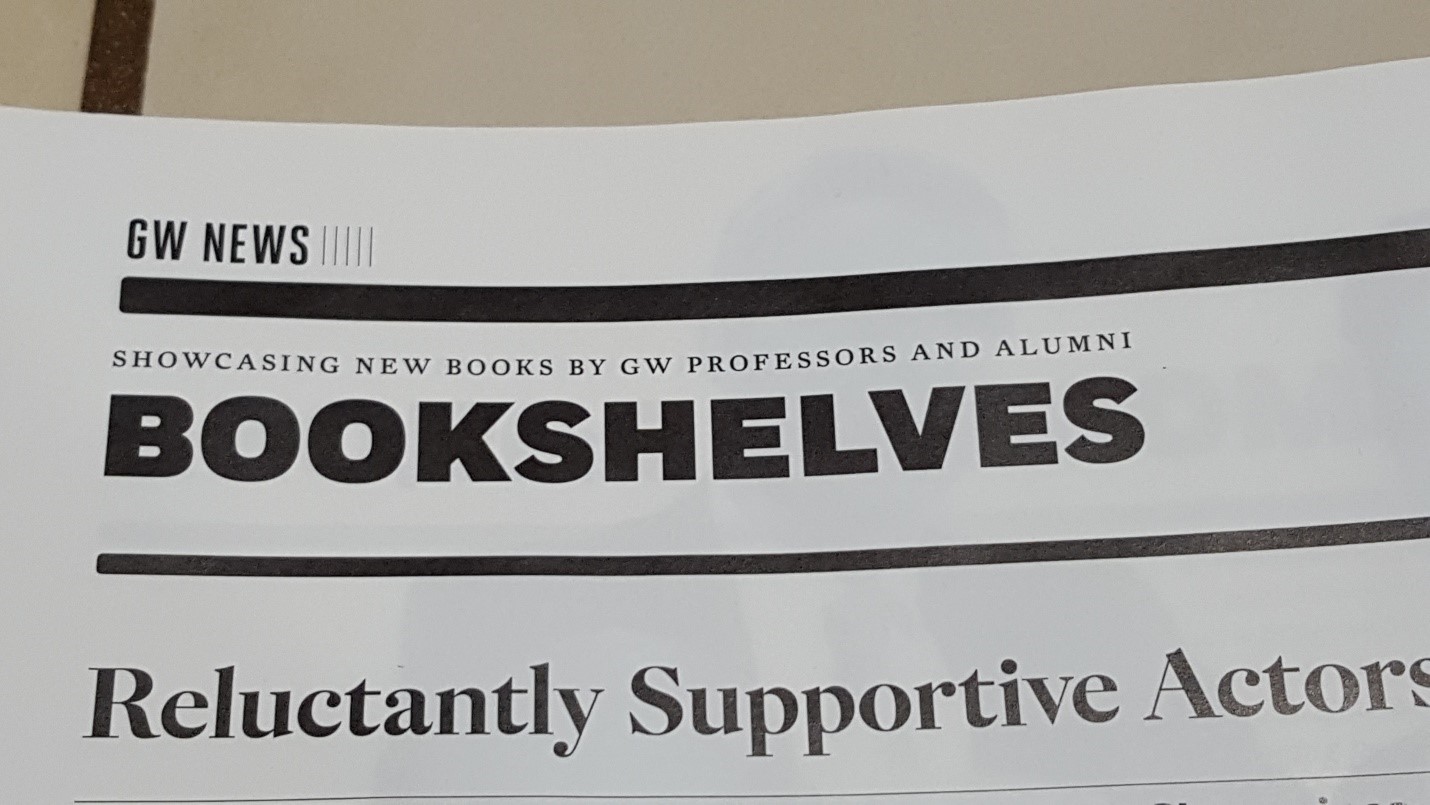 GW NEWS
SHOWCASING NEW BOOKS BY GW PROFESSORS AND ALUMNI
BOOKSHELVES
Reluctantly Supportive Actors